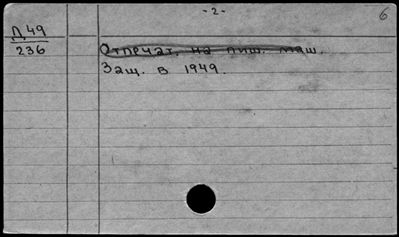 - 2 -
6
Д 49
236
Отпечат. на пиш. маш.
Защ. в 1949.